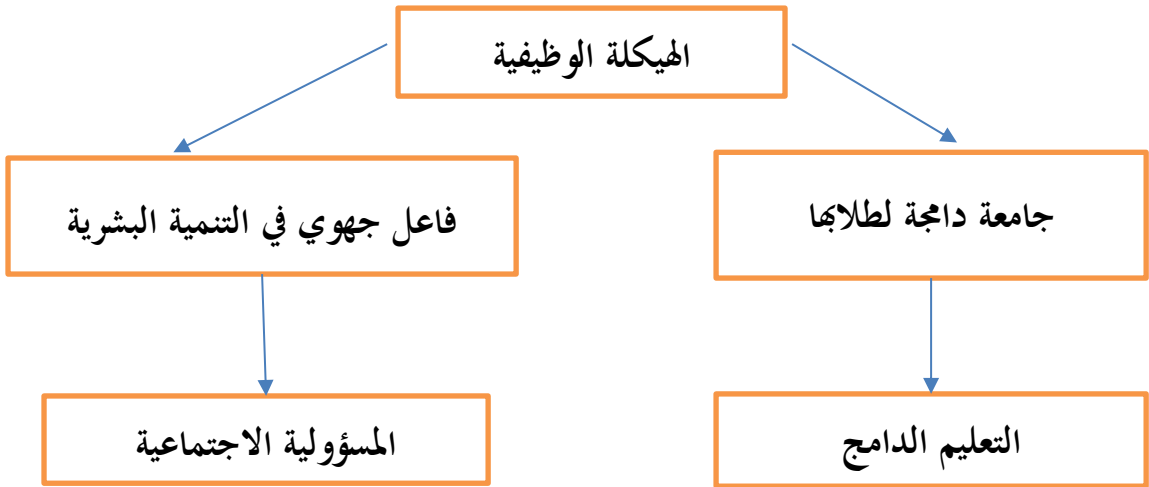 الهيكلة الوظيفية
جامعة دامجة لطلابها
فاعل جهوي في التنمية البشرية
التعليم الدامج
المسؤولية الاجتماعية